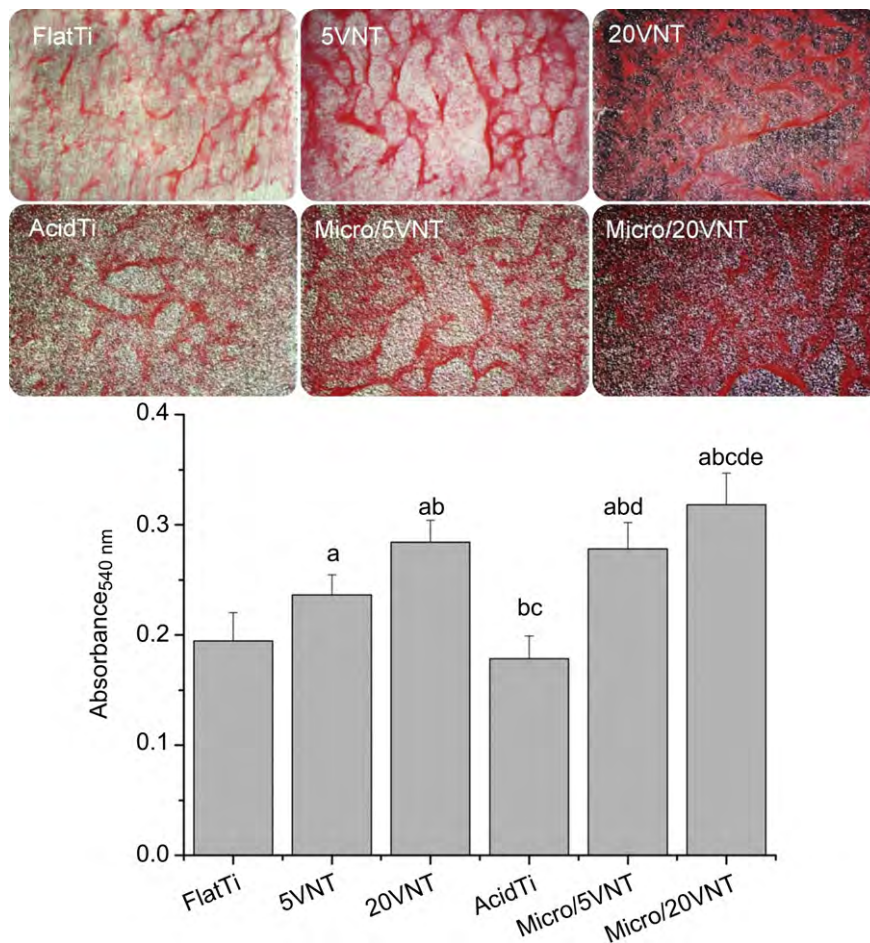 FlatTi
5VNT
20VNT
AcidTi
Micro/5VNT
Micro/20VNT
0.4
0.3
0.2
0.1
0.0
Absorbance540 nm
a
ab
bc
abd
abcde
FlatTi
5VNT
20VNT
AcidTi
Micro/5VNT
Micro/20VNT